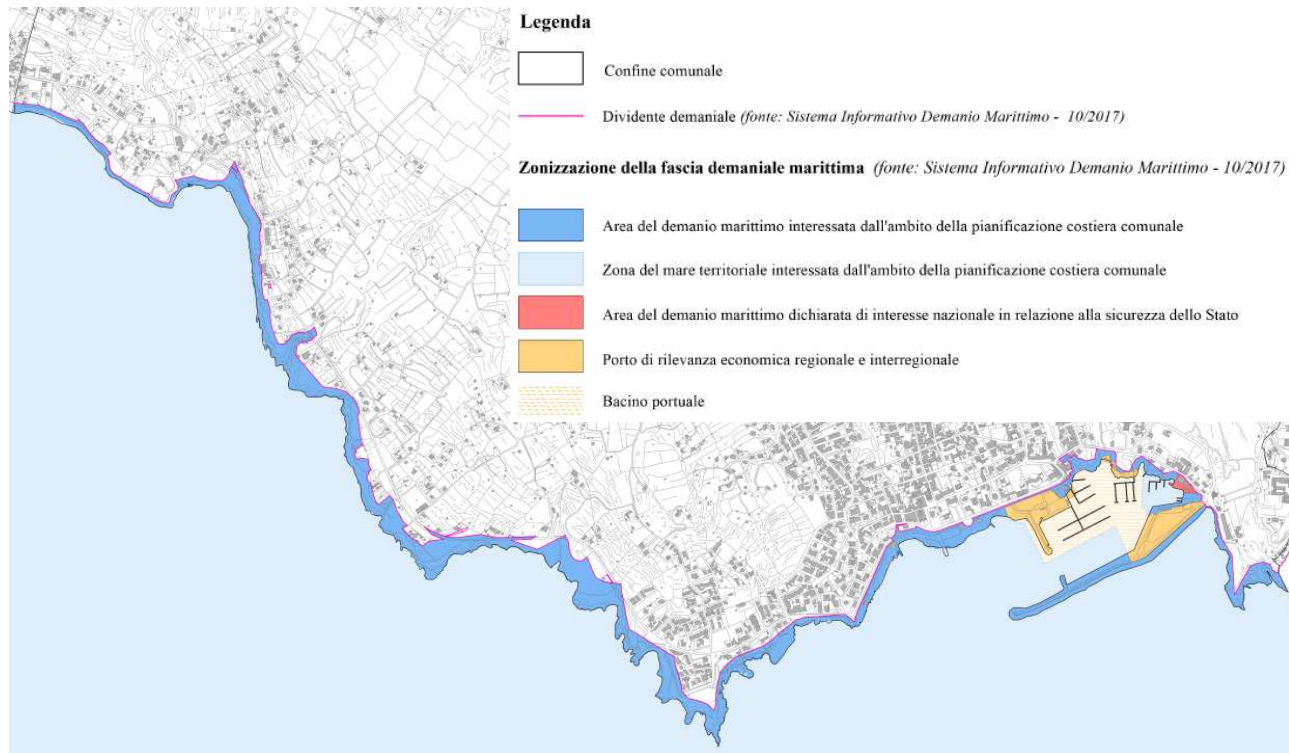 Legenda
Confine comunale
Dividente demaniale (fonte: Sistema Informativo Demanio Marittimo - 10/2017)
Zonizzazione della fascia demaniale marittima (fonte: Sistema Informativo Demanio Marittimo - 10/2017)
Area del demanio marittimo interessata dall'ambito della pianificazione costiera comunale
Zona del mare territoriale interessata dall'ambito della pianificazione costiera comunale
Area del demanio marittimo dichiarata di interesse nazionale in relazione alla sicurezza dello Stato
Porto di rilevanza economica regionale e interregionale
Bacino portuale